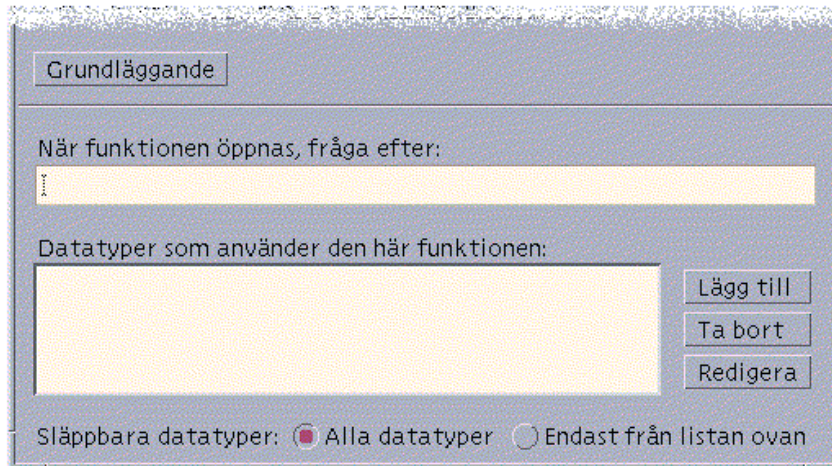 Grundläggande
När funktionen öppnas, fråga efter:
Datatyper som använder den här funktionen:
Lägg till
Ta bort
Redigera
Släppbara datatyper: Alla datatyper Endast från listan ovan